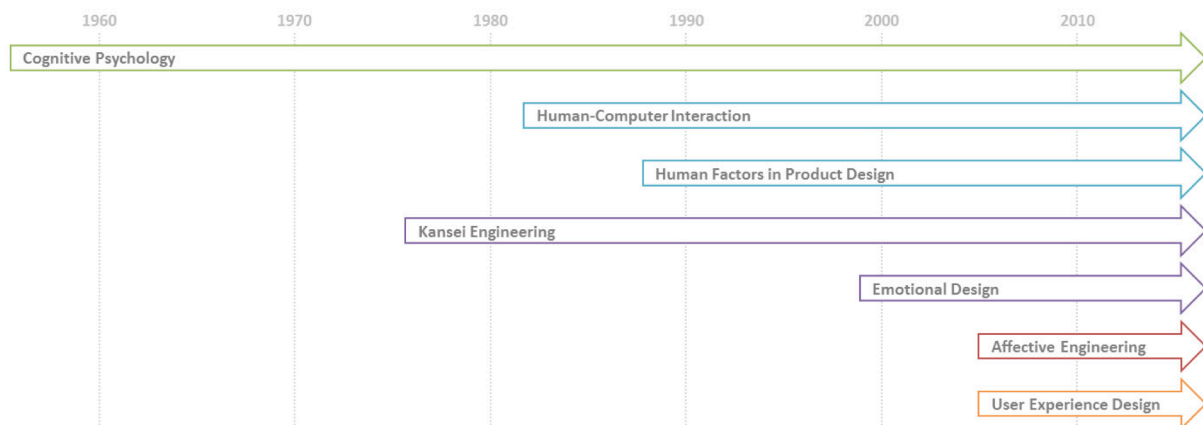 1960 1970 1980 1990 2000 2010
Cognitive Psychology
Human-Computer Interaction
Human Factors in Product Design
Kansei Engineering
Emotional Design
Affective Engineering
User Experience Design